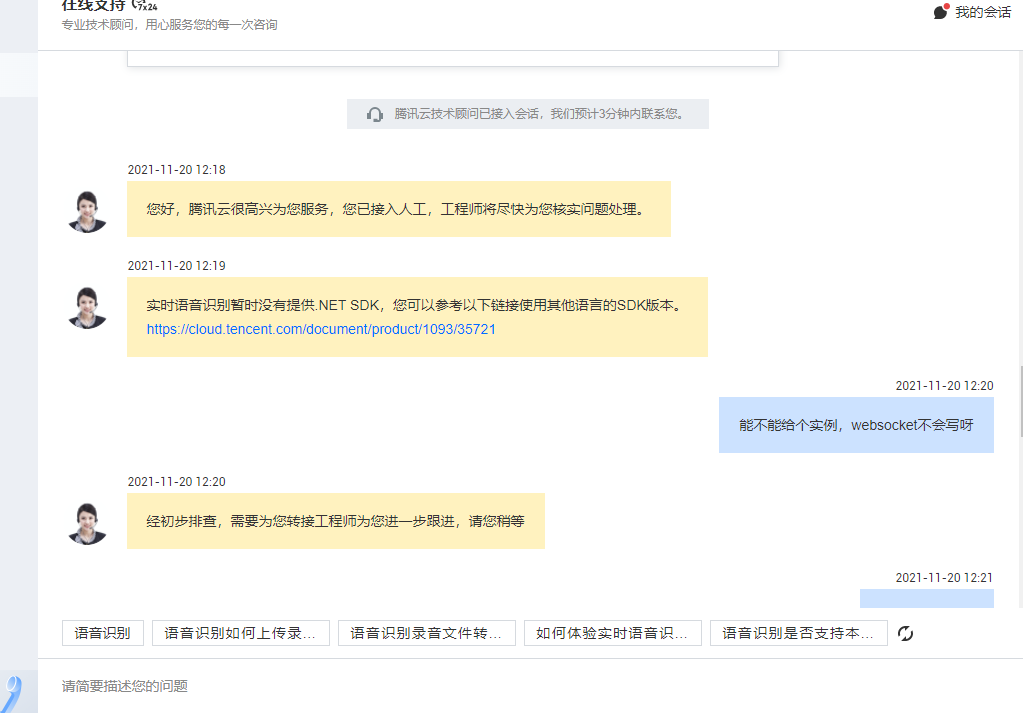 在线支持 7x24
专业技术顾问，用心服务您的每一次咨询
我的会话
腾讯云技术顾问已接入会话，我们预计3分钟内联系您。
2021-11-20 12:18
您好，腾讯云很高兴为您服务，您已接入人工，工程师将尽快为您核实问题处理。
2021-11-20 12:19
实时语音识别暂时没有提供.NET SDK，您可以参考以下链接使用其他语言的SDK版本。
https://cloud.tencent.com/document/product/1093/35721
2021-11-20 12:20
能不能给个实例，websocket不会写呀
2021-11-20 12:20
经初步排查，需要为您转接工程师为您进一步跟进，请您稍等
2021-11-20 12:21
语音识别
语音识别如何上传录...
语音识别录音文件转...
如何体验实时语音识...
语音识别是否支持本...
请简要描述您的问题